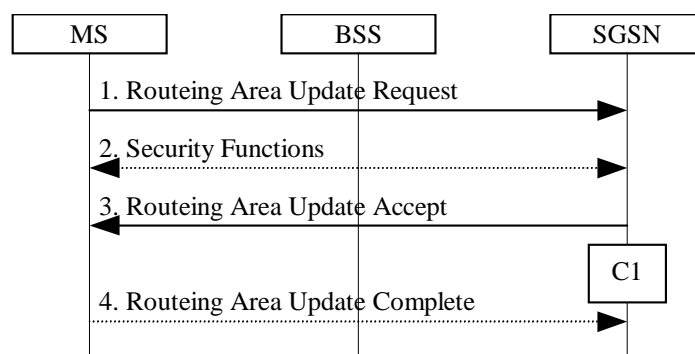 MS BSS SGSN
1. Routeing Area Update Request
2. Security Functions
3. Routeing Area Update Accept
C1
4. Routeing Area Update Complete